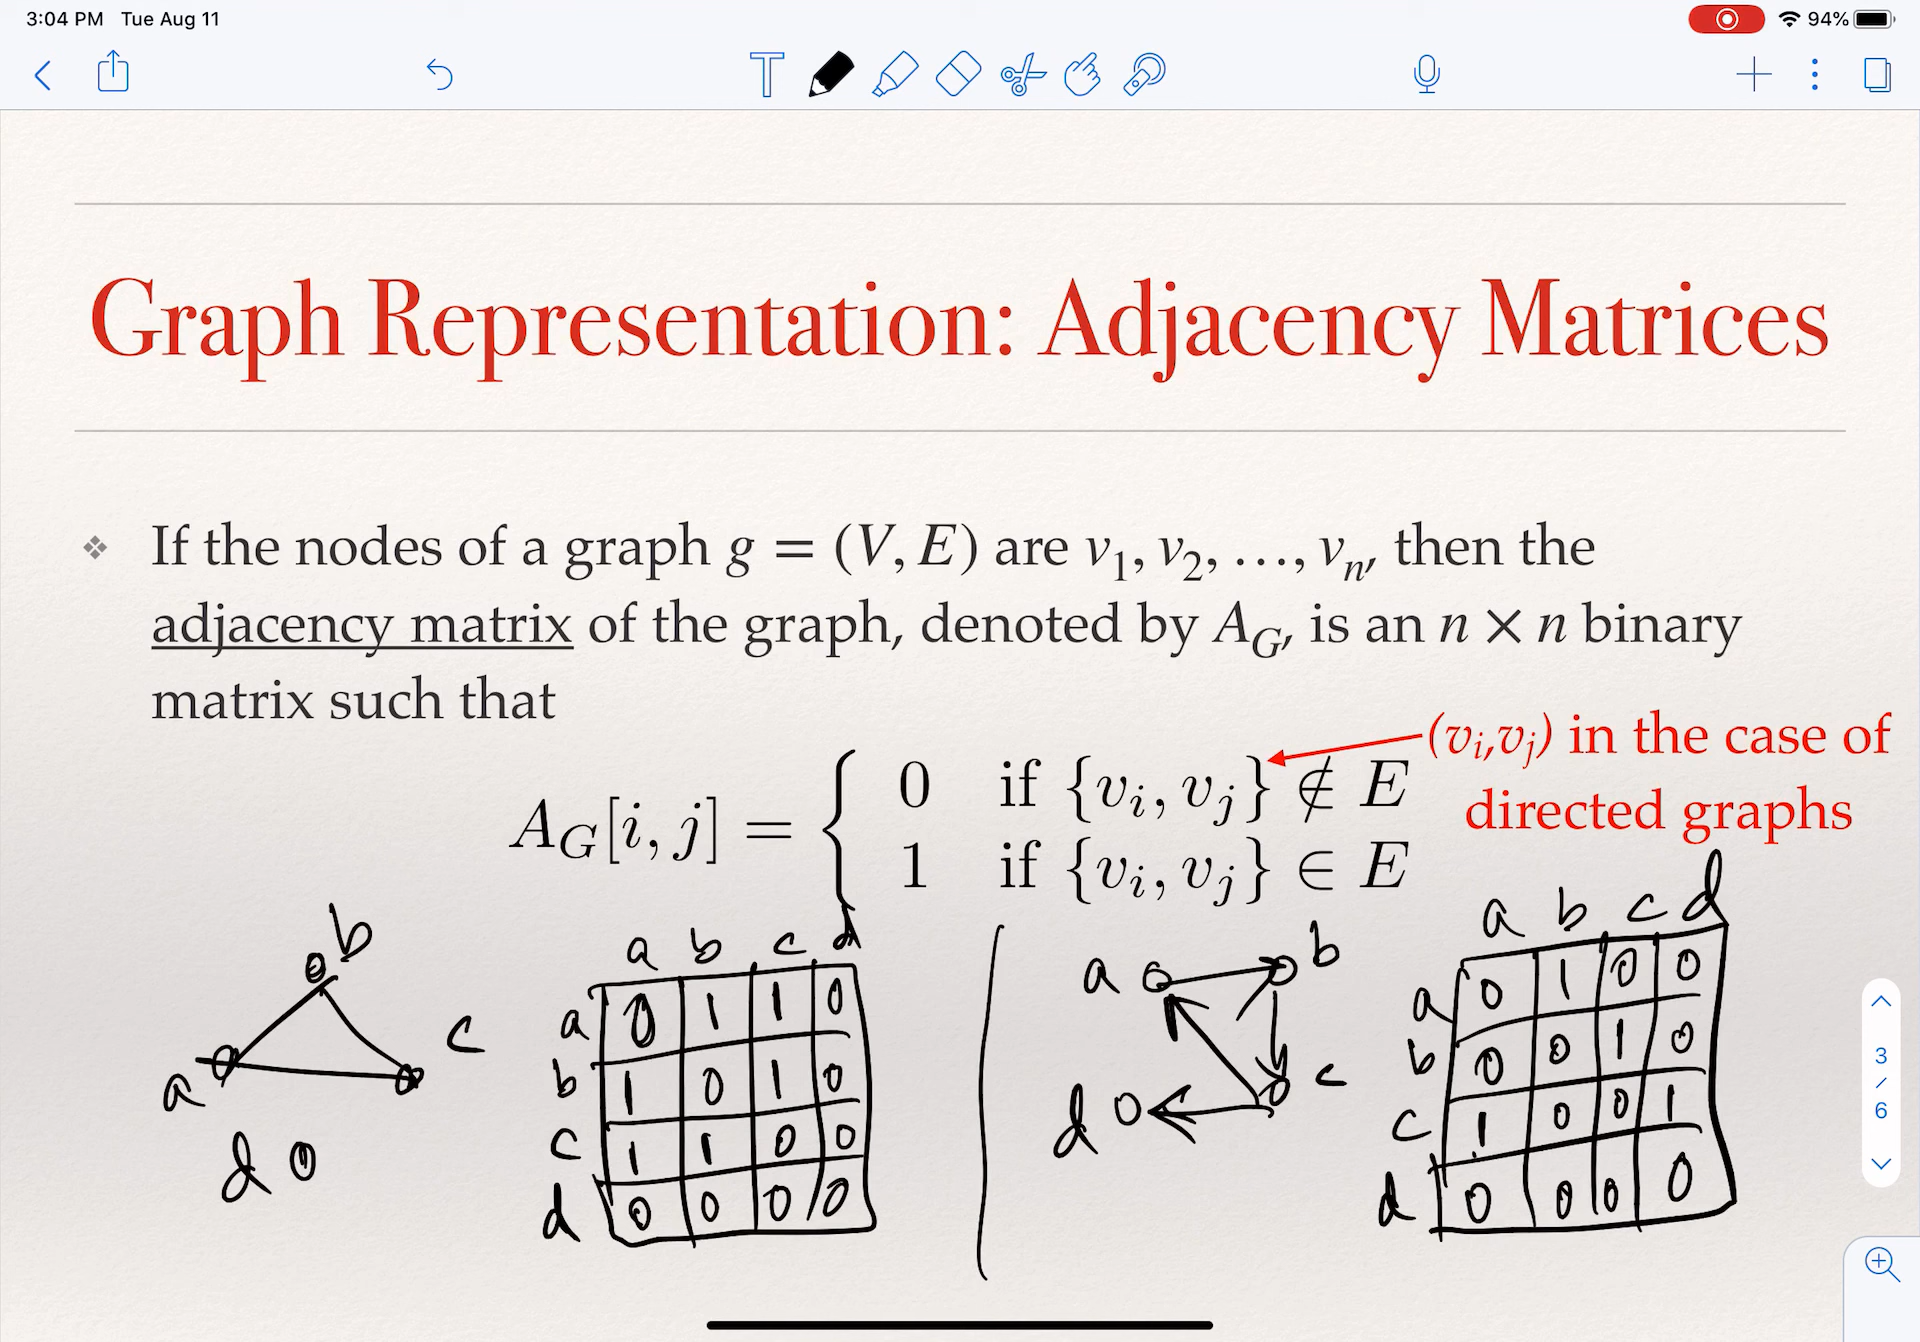 3:04 PM Tue Aug 11
94%
Graph Representation: Adjacency Matrices
❖ If the nodes of a graph g = (V, E) are v₁, v₂, …, vₙ, then the
adjacency matrix of the graph, denoted by A_G, is an n × n binary
matrix such that
(vᵢ,vⱼ) in the case of
directed graphs
A_G[i, j] = {
0 if {vᵢ, vⱼ} ∉ E
1 if {vᵢ, vⱼ} ∈ E
b
c
a
d
a b c d
a 0 1 1 0
b 1 0 1 0
c 1 1 0 0
d 0 0 0 0
a b
c
d
a b c d
a 0 1 0 0
b 0 0 1 0
c 1 0 0 1
d 0 0 0 0
3
/
6